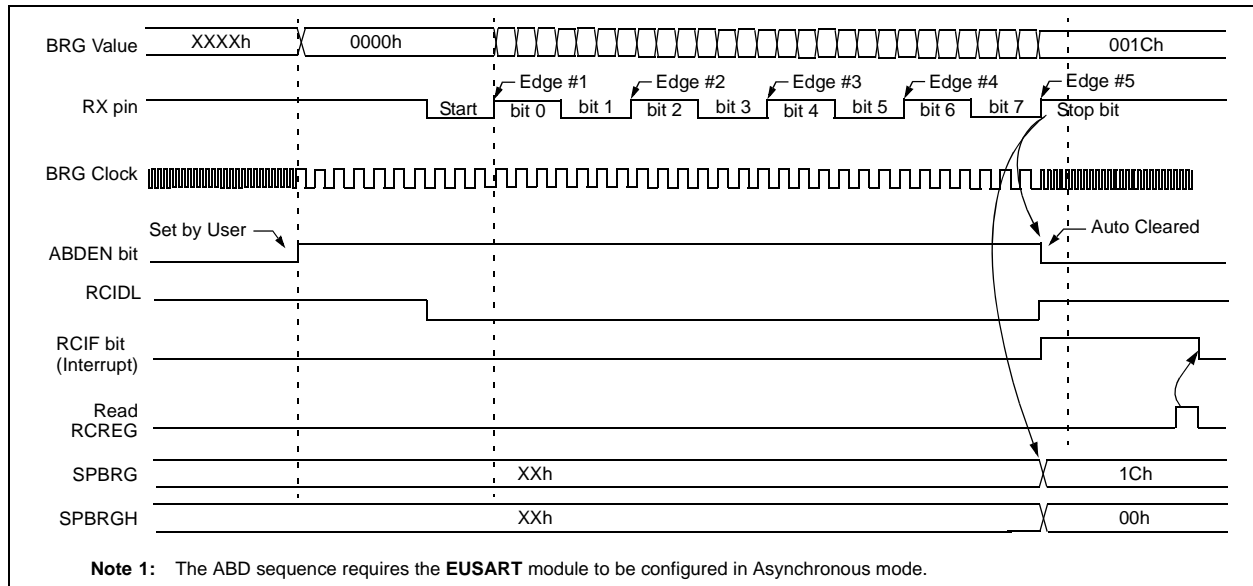 BRG Value XXXXh 0000h 001Ch
Edge #1 Edge #2 Edge #3 Edge #4 Edge #5
RX pin Start bit 0 bit 1 bit 2 bit 3 bit 4 bit 5 bit 6 bit 7 Stop bit
BRG Clock
Set by User Auto Cleared
ABDEN bit
RCIDL
RCIF bit
(Interrupt)
Read
RCREG
SPBRG XXh 1Ch
SPBRGH XXh 00h
Note 1: The ABD sequence requires the EUSART module to be configured in Asynchronous mode.